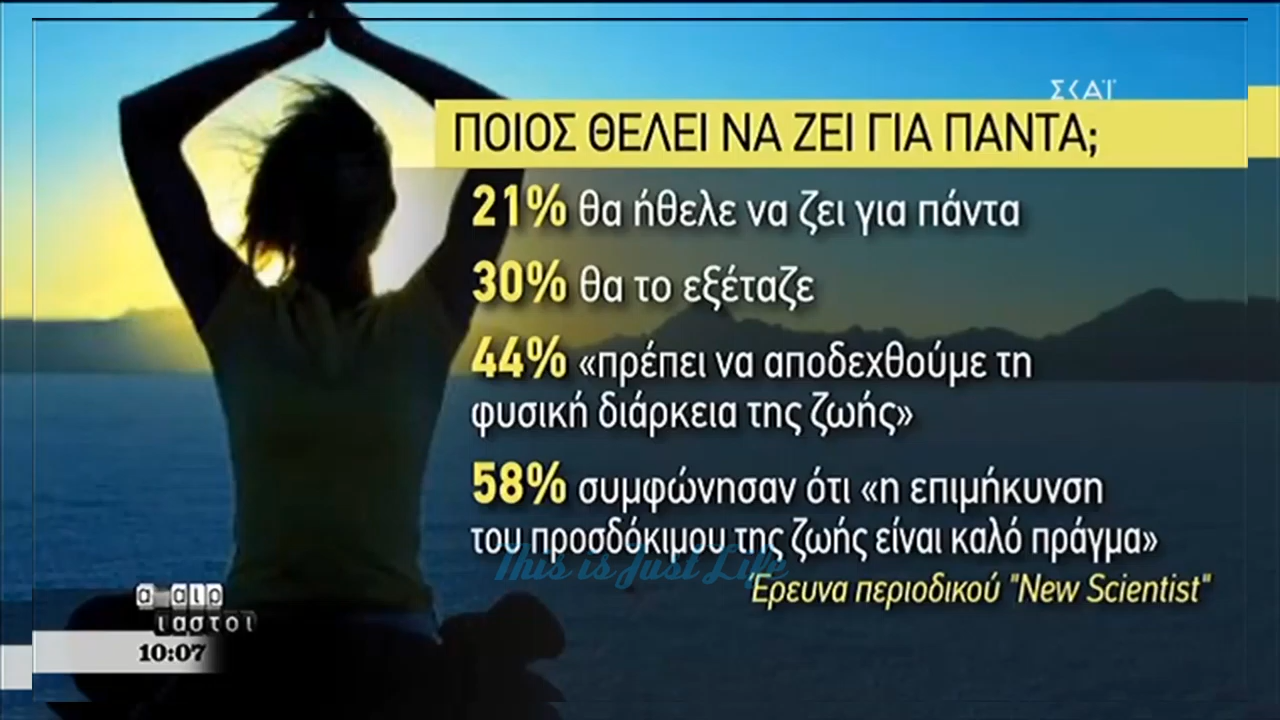 ΣΚΑΪ
ΠΟΙΟΣ ΘΕΛΕΙ ΝΑ ΖΕΙ ΓΙΑ ΠΑΝΤΑ;
21% θα ήθελε να ζει για πάντα
30% θα το εξέταζε
44% «πρέπει να αποδεχθούμε τη
φυσική διάρκεια της ζωής»
58% συμφώνησαν ότι «η επιμήκυνση
του προσδόκιμου της ζωής είναι καλό πράγμα»
This is Just Life
Έρευνα περιοδικού "New Scientist"
αταίρ
ιαστοι
10:07